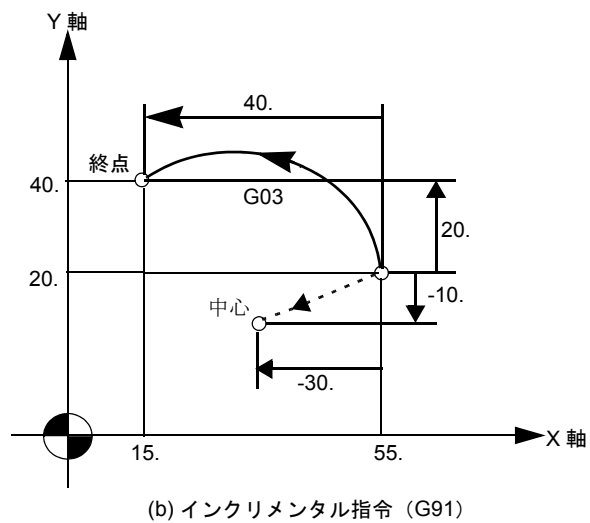 Y 軸
40.
終点
40.
G03
20.
20.
-10.
中心
-30.
15.
55.
X 軸
(b) インクリメンタル指令（G91）